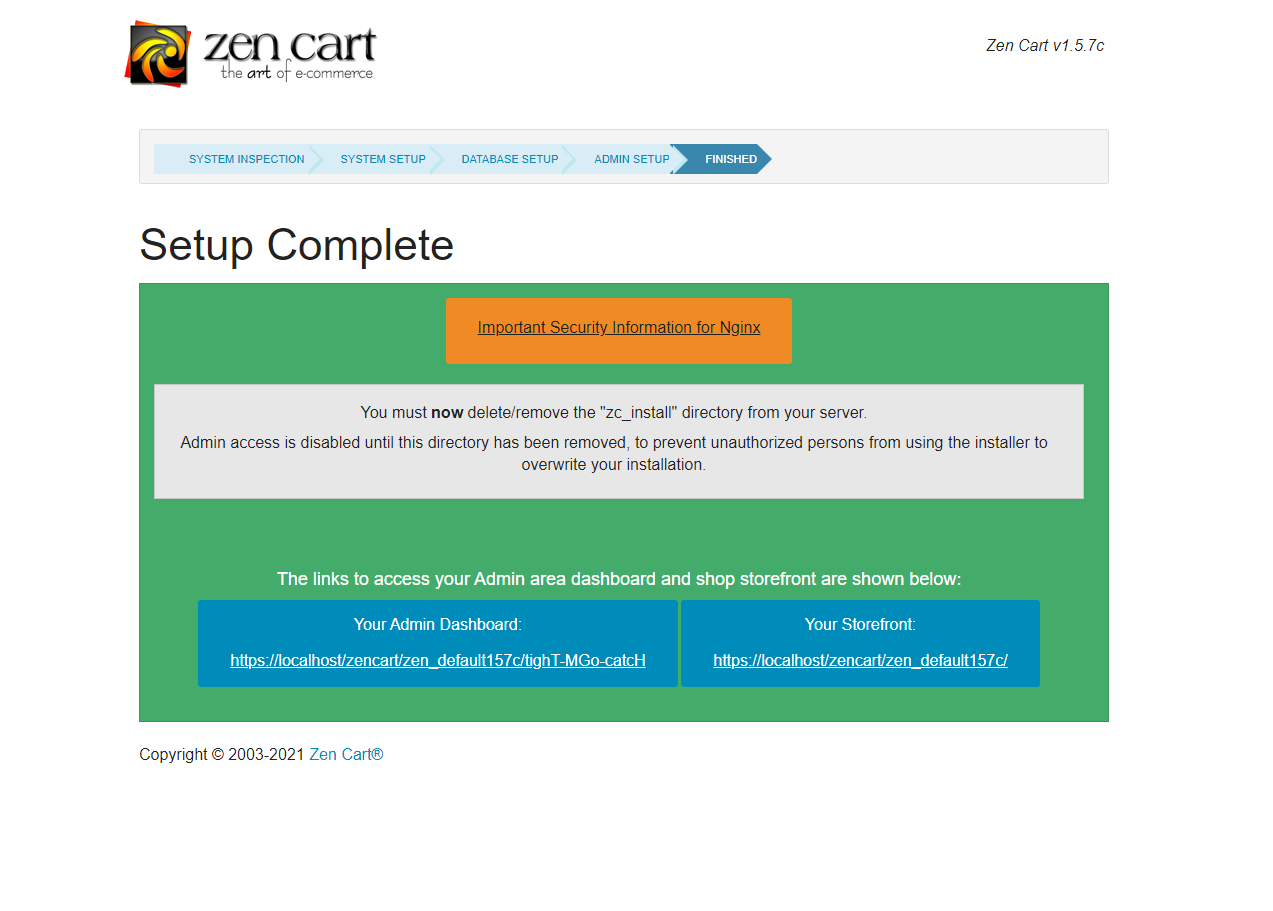 zen cart
the art of e-commerce
Zen Cart v1.5.7c
SYSTEM INSPECTION
SYSTEM SETUP
DATABASE SETUP
ADMIN SETUP
FINISHED
Setup Complete
Important Security Information for Nginx
You must now delete/remove the "zc_install" directory from your server.
Admin access is disabled until this directory has been removed, to prevent unauthorized persons from using the installer to
overwrite your installation.
The links to access your Admin area dashboard and shop storefront are shown below:
Your Admin Dashboard:
https://localhost/zencart/zen_default157c/tighT-MGo-catcH
Your Storefront:
https://localhost/zencart/zen_default157c/
Copyright © 2003-2021 Zen Cart®